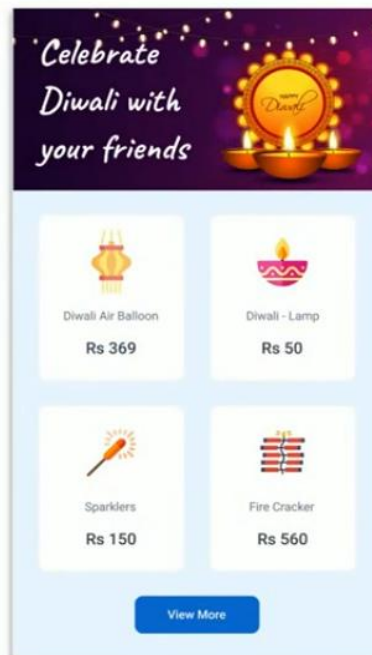 Celebrate
Diwali with
your friends
HAPPY
Diwali
Diwali Air Balloon
Rs 369
Diwali - Lamp
Rs 50
Sparklers
Rs 150
Fire Cracker
Rs 560
View More